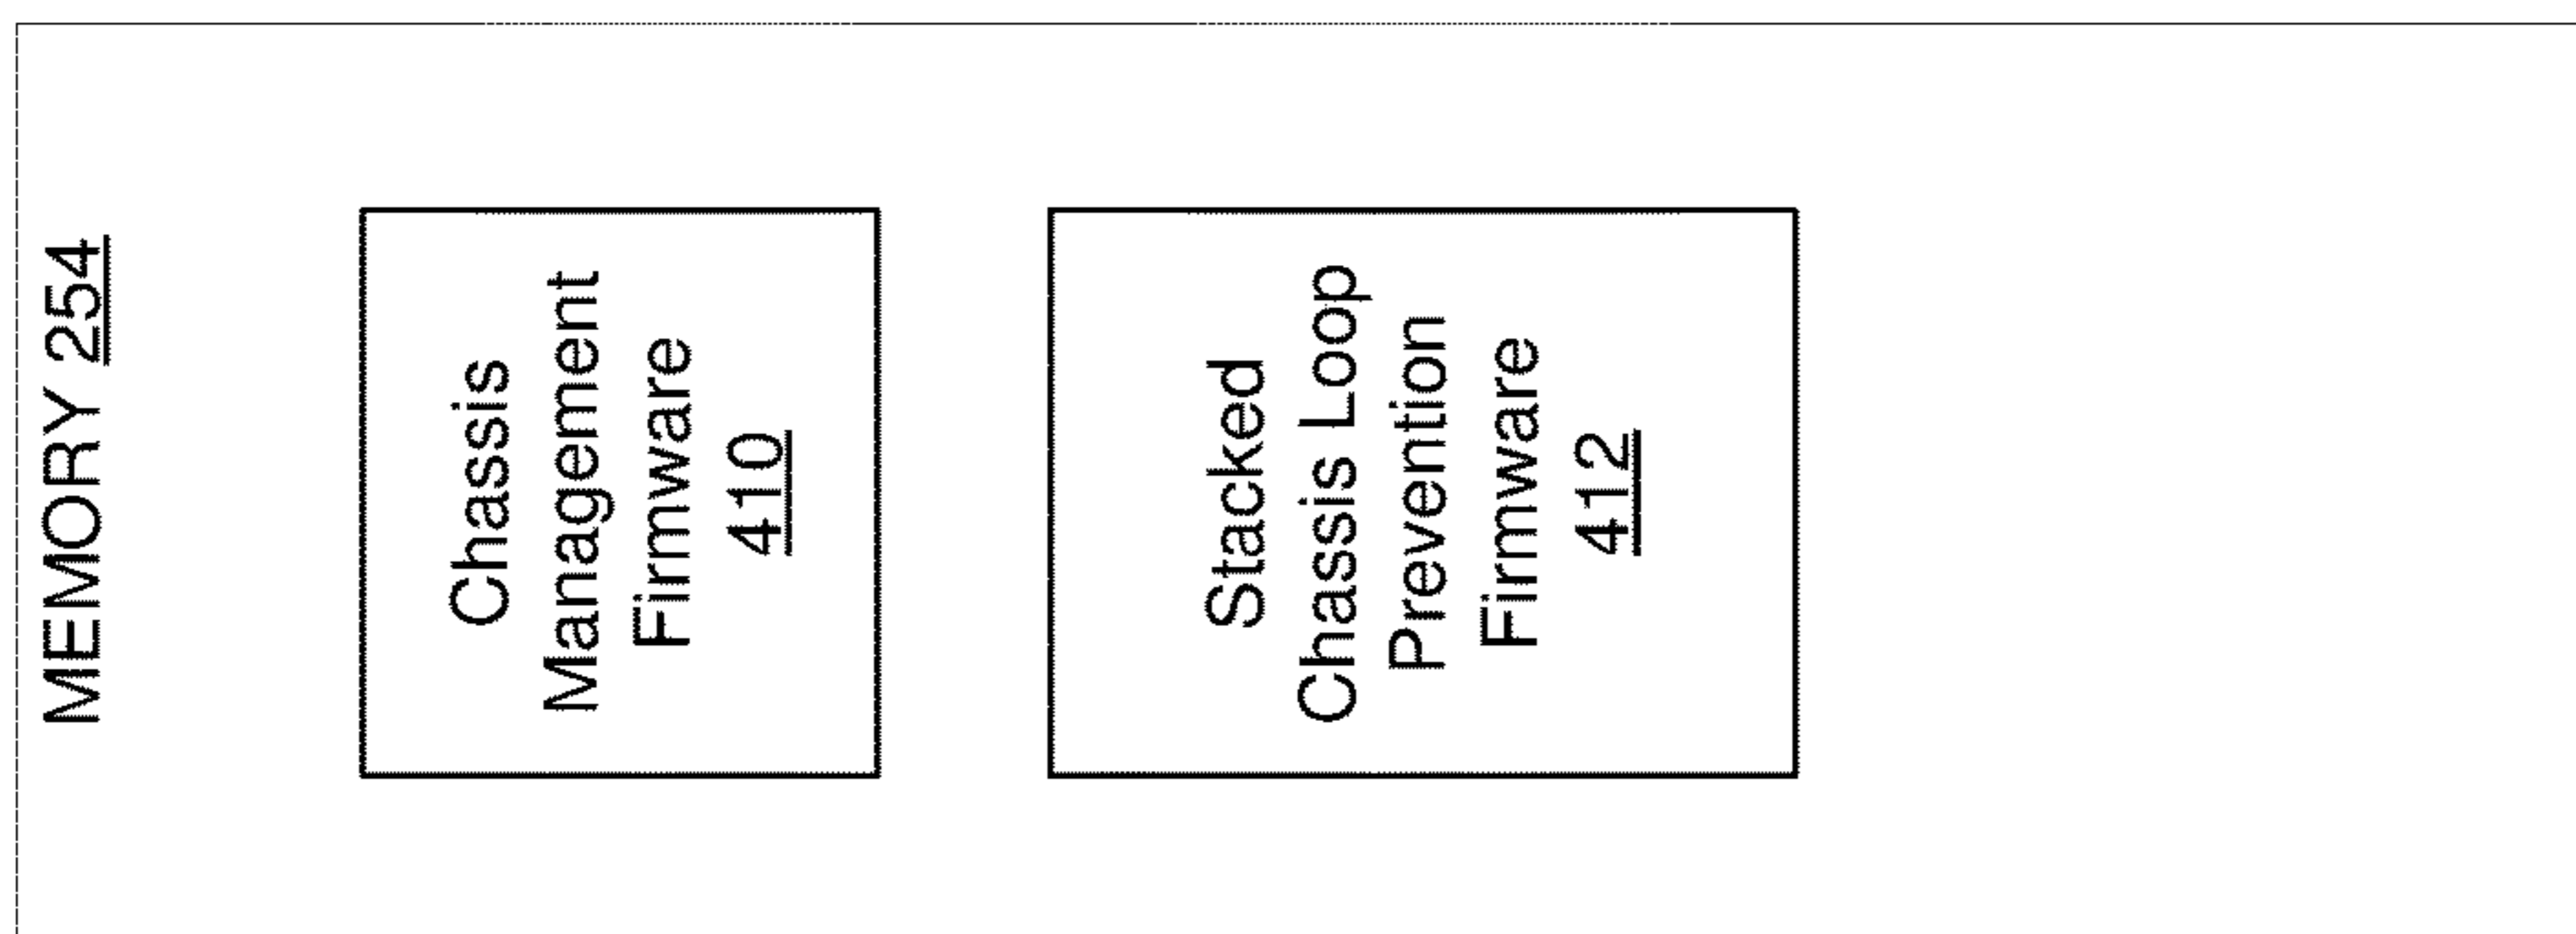 MEMORY 254
Chassis
Management
Firmware
410
Stacked
Chassis Loop
Prevention
Firmware
412